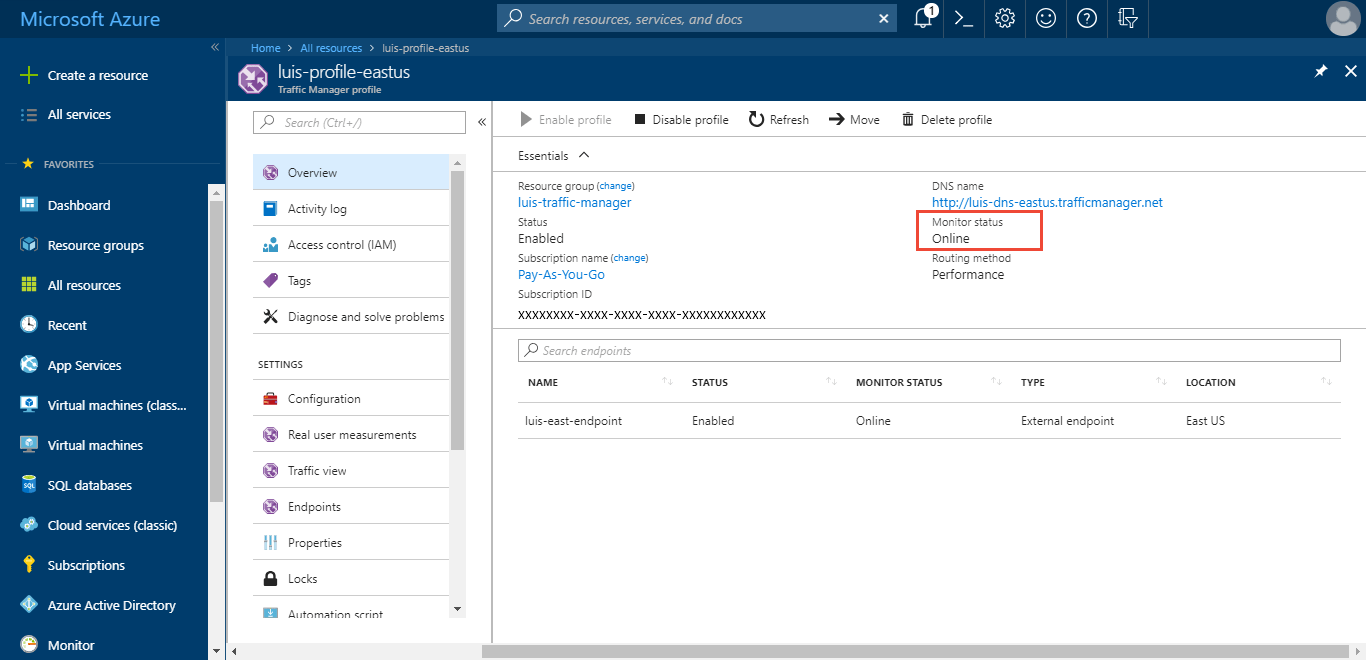 Microsoft Azure
Search resources, services, and docs
1
Create a resource
All services
FAVORITES
Dashboard
Resource groups
All resources
Recent
App Services
Virtual machines (class...
Virtual machines
SQL databases
Cloud services (classic)
Subscriptions
Azure Active Directory
Monitor
Home > All resources > luis-profile-eastus
luis-profile-eastus
Traffic Manager profile
Search (Ctrl+/)
Overview
Activity log
Access control (IAM)
Tags
Diagnose and solve problems
SETTINGS
Configuration
Real user measurements
Traffic view
Endpoints
Properties
Locks
Automation script
Enable profile Disable profile Refresh Move Delete profile
Essentials
Resource group (change)
luis-traffic-manager
Status
Enabled
Subscription name (change)
Pay-As-You-Go
Subscription ID
xxxxxxxx-xxxx-xxxx-xxxx-xxxxxxxxxxxx
DNS name
http://luis-dns-eastus.trafficmanager.net
Monitor status
Online
Routing method
Performance
Search endpoints
NAME STATUS MONITOR STATUS TYPE LOCATION
luis-east-endpoint Enabled Online External endpoint East US